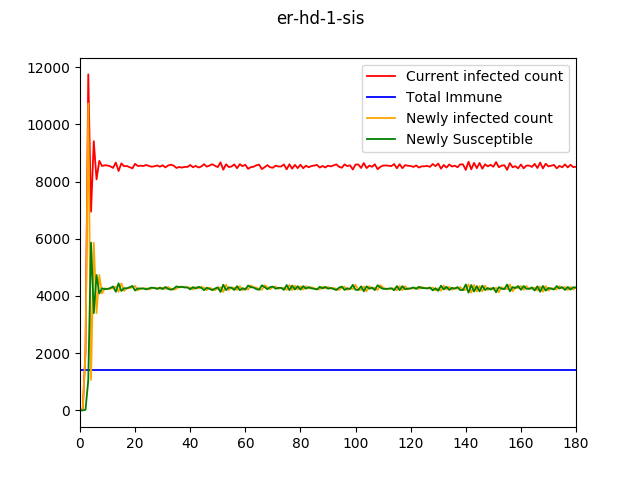 er-hd-1-sis
12000
10000
8000
6000
4000
2000
0
Current infected count
Total Immune
Newly infected count
Newly Susceptible
0 20 40 60 80 100 120 140 160 180